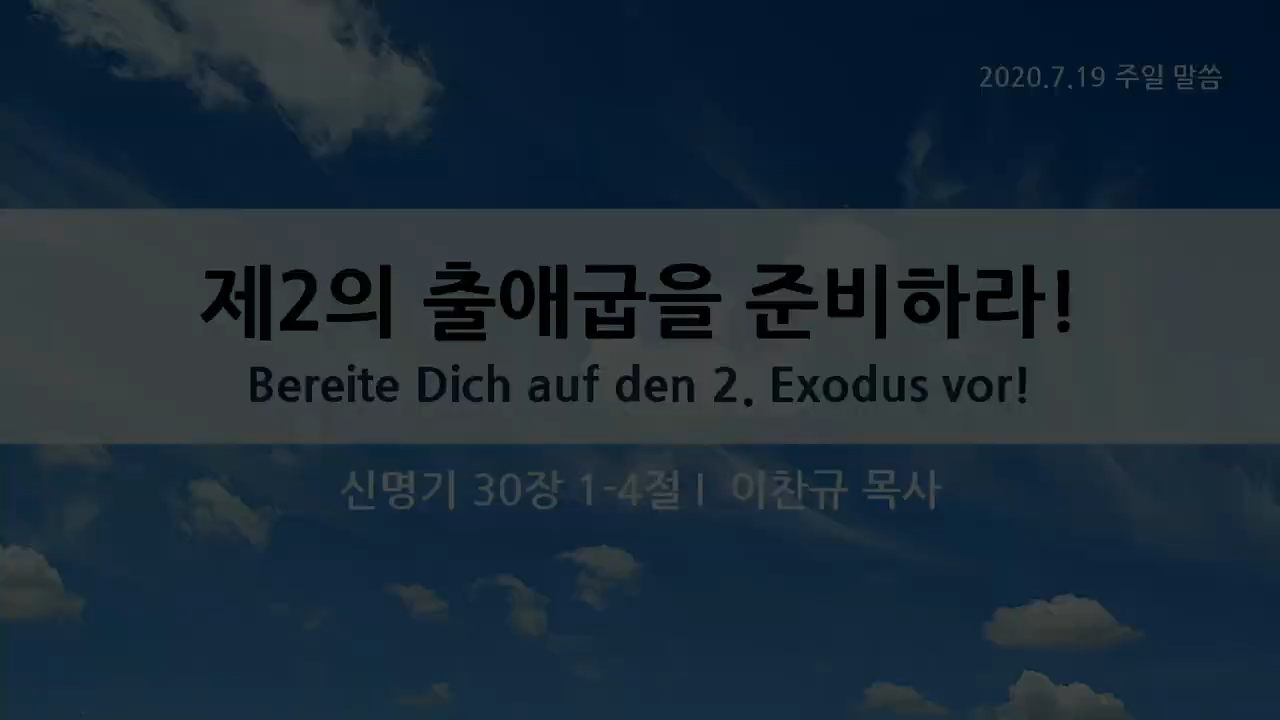 2020.7.19 주일 말씀
제2의 출애굽을 준비하라!
Bereite Dich auf den 2. Exodus vor!
신명기 30장 1-4절 I 이찬규 목사